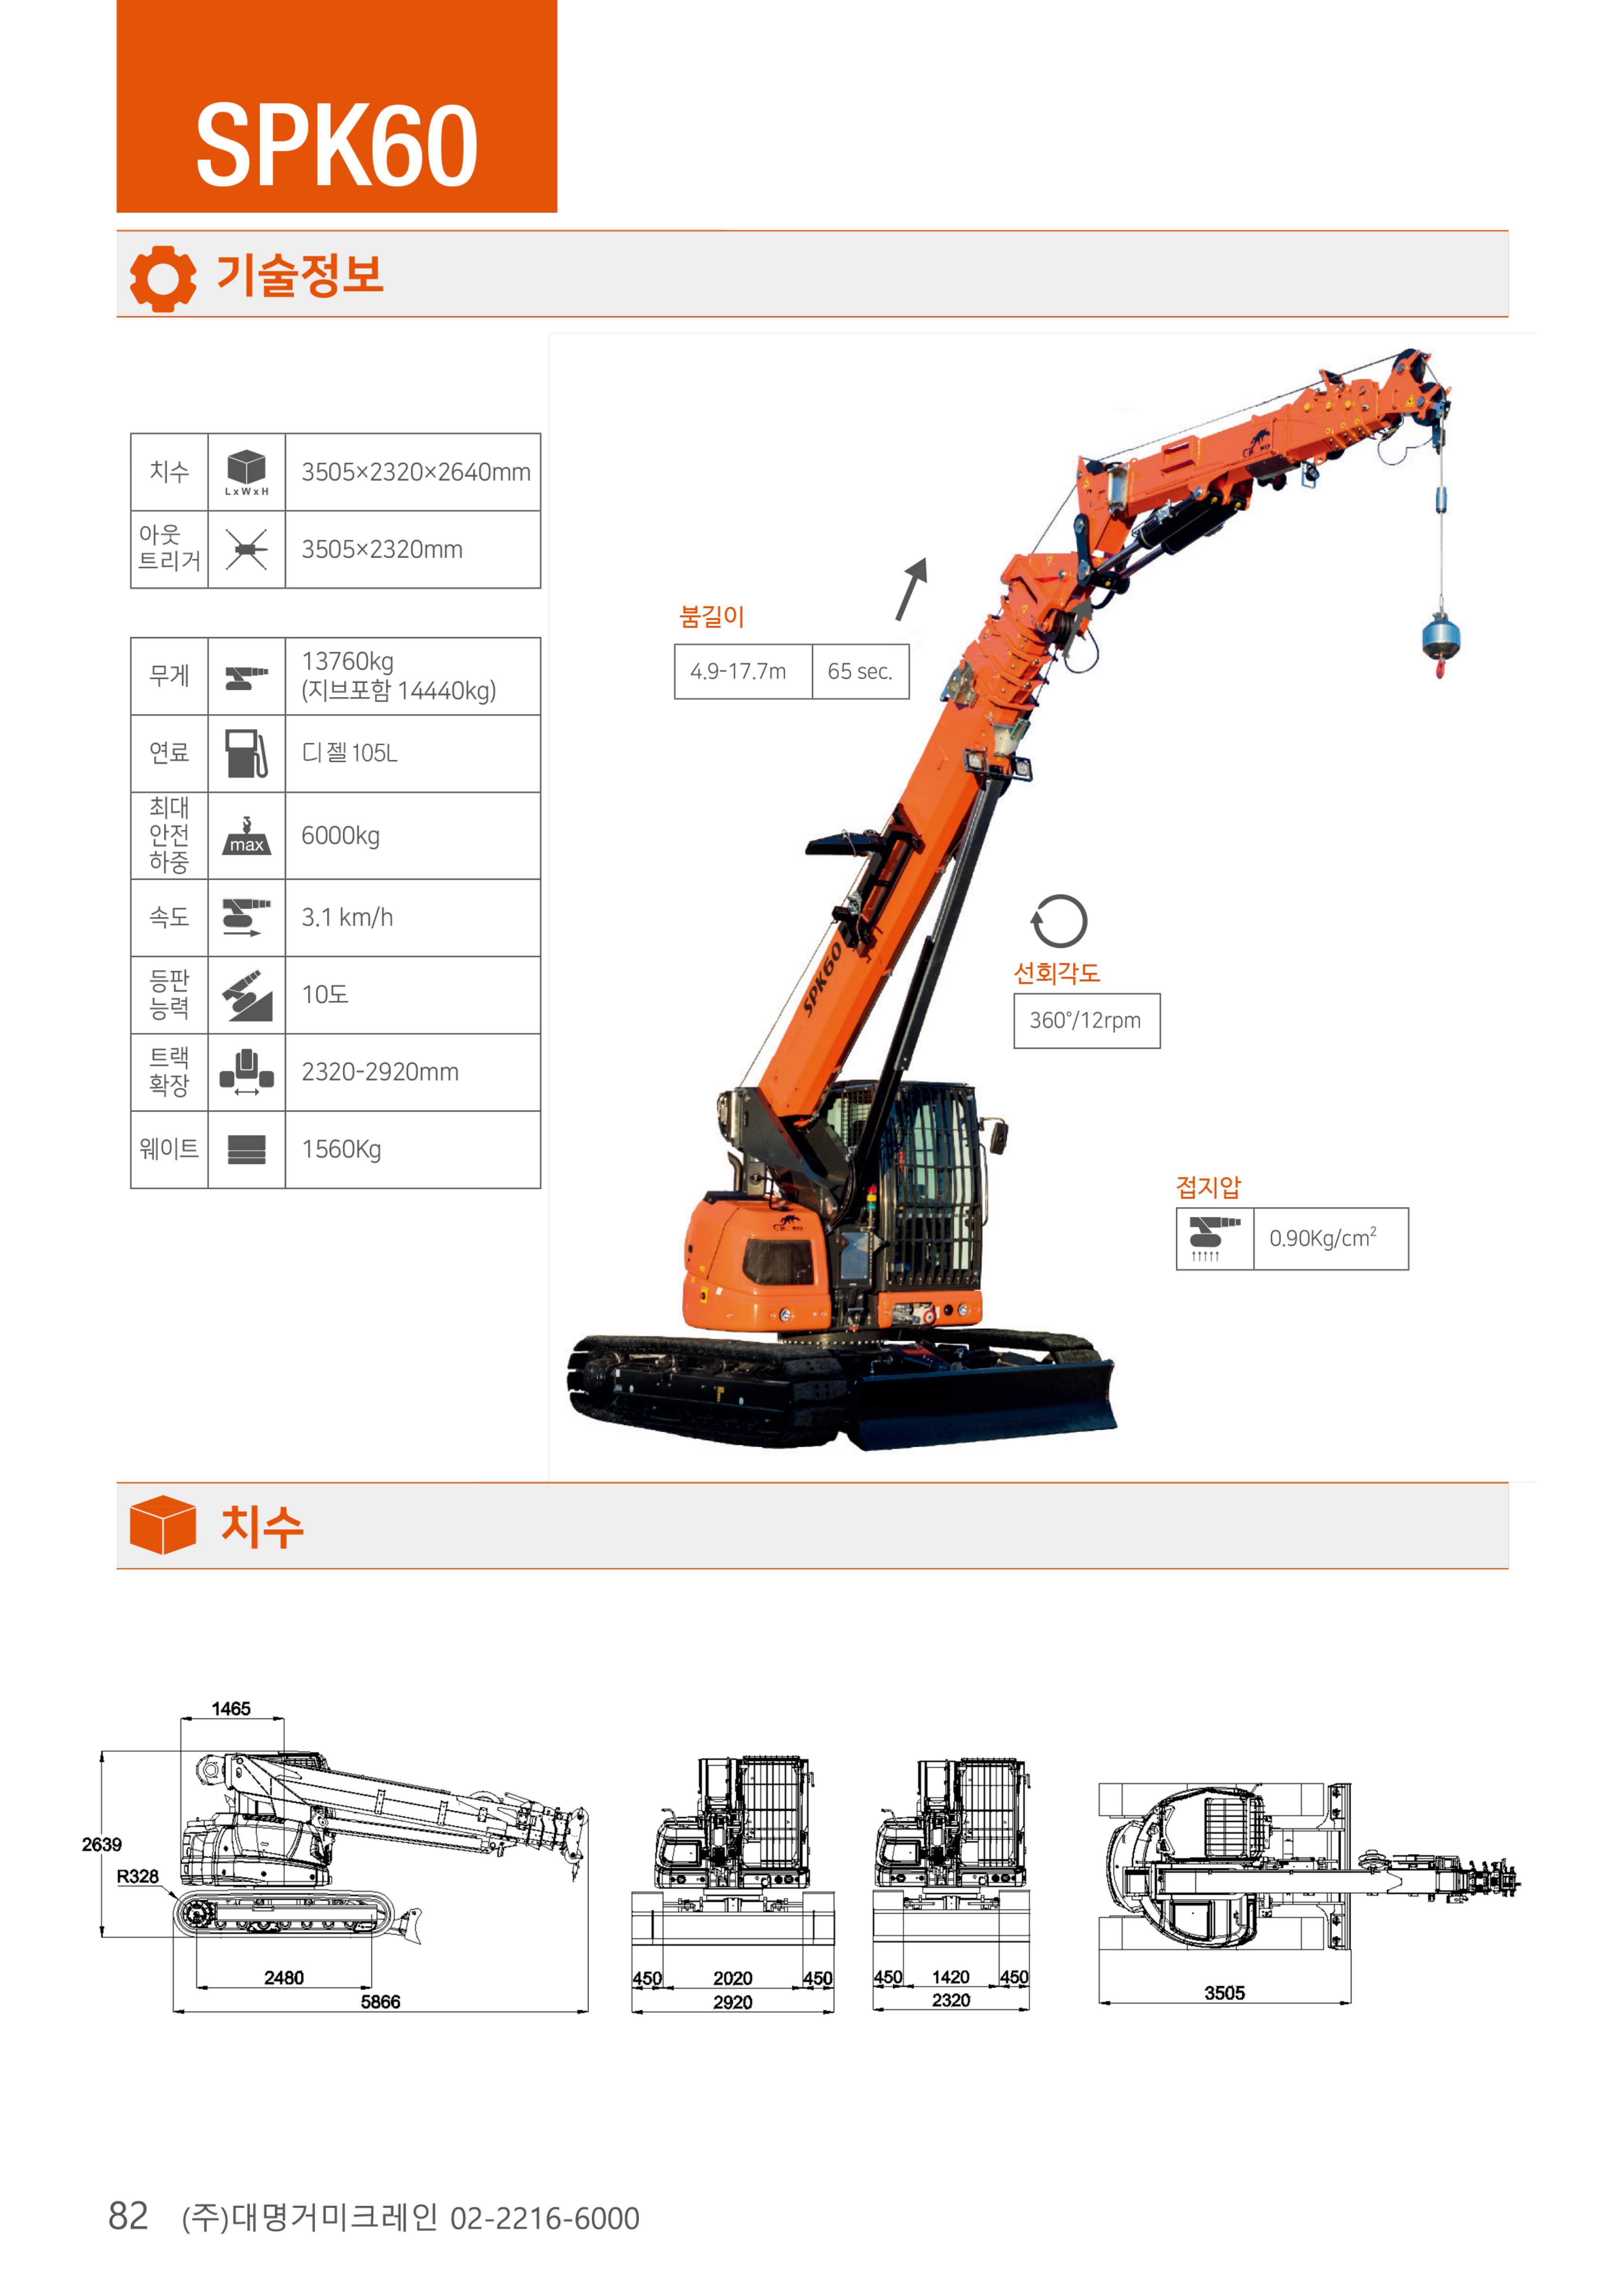 SPK60
기술정보
치수
LxWxH
3505×2320×2640mm
아웃
트리거
3505×2320mm
무게
13760kg
(지브포함 14440kg)
연료
디젤 105L
최대
안전
하중
max
6000kg
속도
3.1 km/h
등판
능력
10도
트랙
확장
2320-2920mm
웨이트
1560Kg
붐길이
4.9-17.7m
65 sec.
SPK60
선회각도
360°/12rpm
접지압
0.90Kg/cm²
치수
1465
2639
R328
2480
5866
450 2020 450
2920
450 1420 450
2320
3505
82 (주)대명거미크레인 02-2216-6000